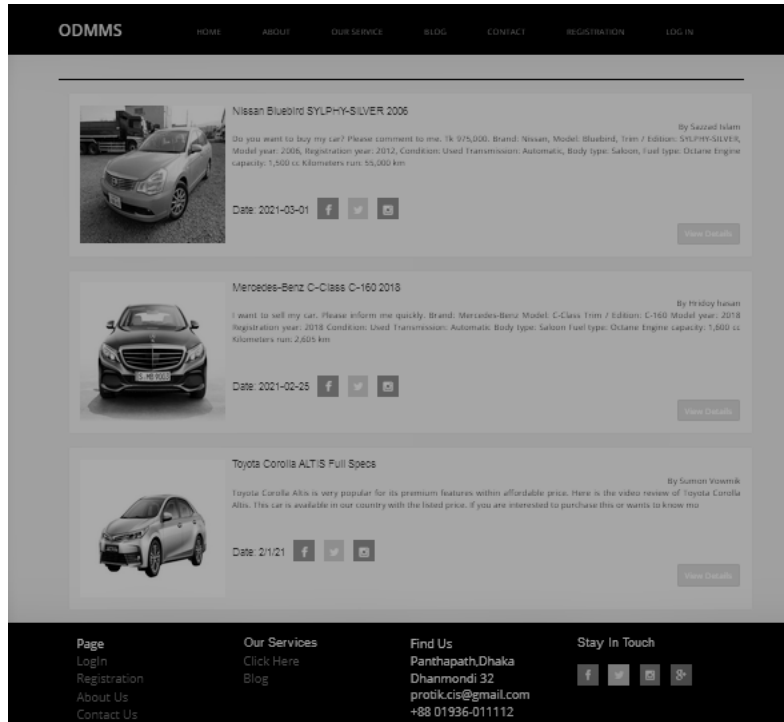 ODMMS HOME ABOUT OUR SERVICE BLOG CONTACT REGISTRATION LOG IN
Nissan Bluebird SYLPHY-SILVER 2006
By Sazzad Islam
Do you want to buy my car? Please comment to me. Tk 975,000. Brand: Nissan, Model: Bluebird, Trim / Edition: SYLPHY-SILVER,
Model year: 2006, Registration year: 2012, Condition: Used Transmission: Automatic, Body type: Saloon, Fuel type: Octane Engine
capacity: 1,500 cc Kilometers run: 55,000 km
Date: 2021-03-01
View Details
Mercedes-Benz C-Class C-160 2018
By Hriduy hasan
I want to sell my car. Please inform me quickly. Brand: Mercedes-Benz Model: C-Class Trim / Edition: C-160 Model year: 2018
Registration year: 2018 Condition: Used Transmission: Automatic Body type: Saloon Fuel type: Octane Engine capacity: 1,600 cc
Kilometers run: 2,605 km
Date: 2021-02-25
View Details
Toyota Corolla ALTIS Full Specs
By Sumon Vowmik
Toyota Corolla Altis is very popular for its premium features within affordable price. Here is the video review of Toyota Corolla
Altis. This car is available in our country with the listed price. If you are interested to purchase this or wants to know mo
Date: 2/1/21
View Details
Page
LogIn
Registration
About Us
Contact Us
Our Services
Click Here
Blog
Find Us
Panthapath,Dhaka
Dhanmondi 32
protik.cis@gmail.com
+88 01936-011112
Stay In Touch